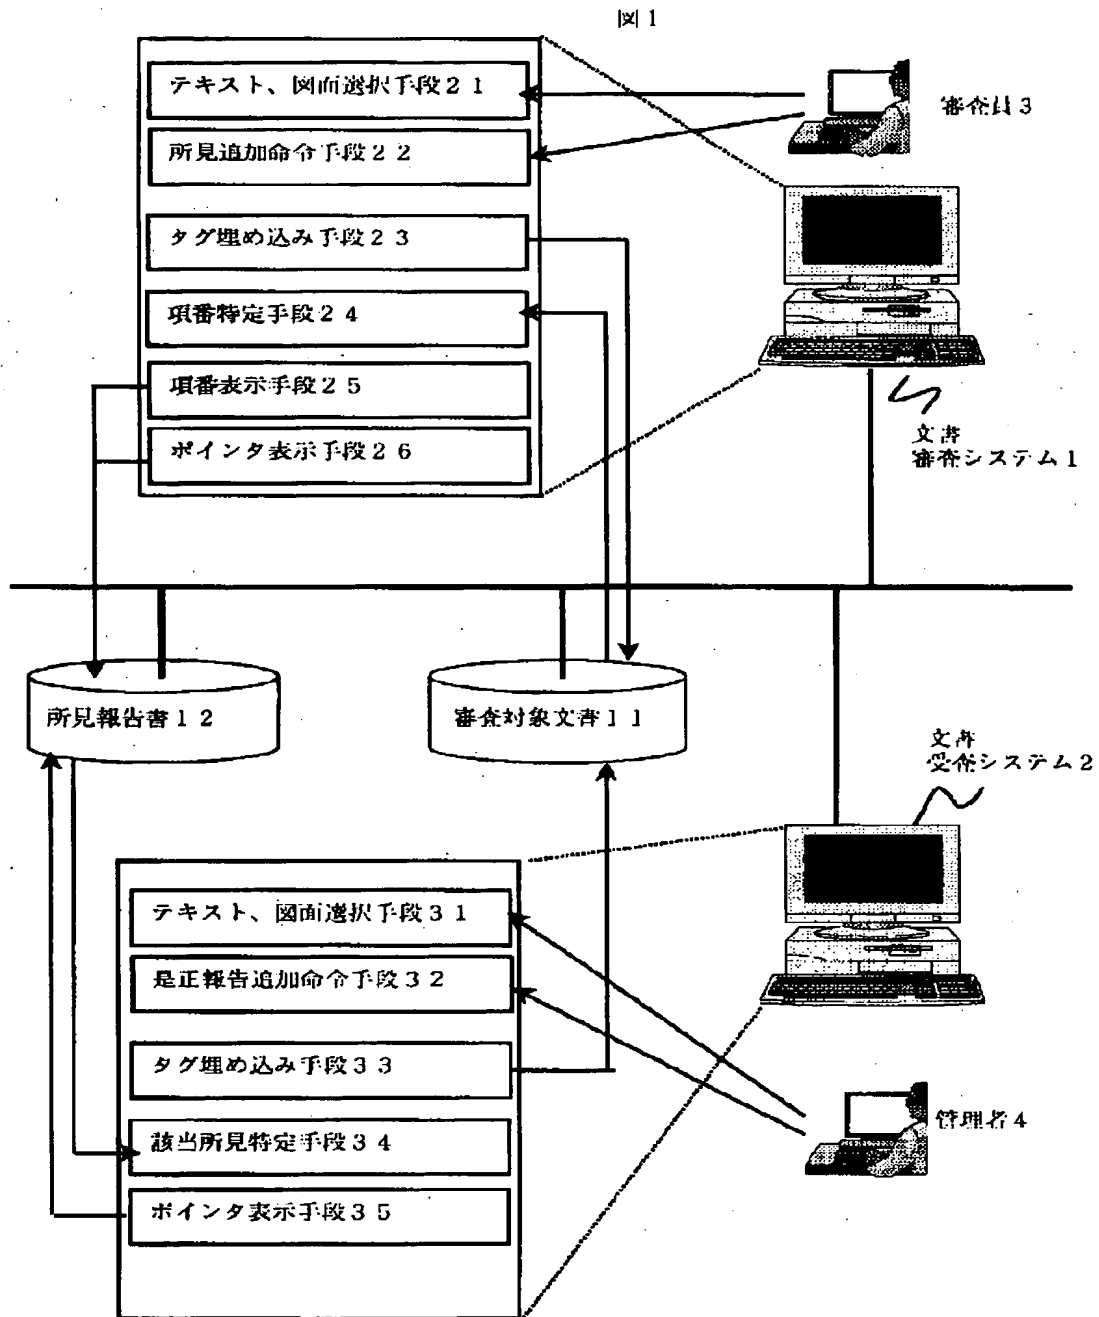 図1
テキスト、図面選択手段21
所見追加命令手段22
タグ埋め込み手段23
項番特定手段24
項番表示手段25
ポインタ表示手段26
審査員3
文書
審査システム1
所見報告書12
審査対象文書11
文書
受査システム2
テキスト、図面選択手段31
是正報告追加命令手段32
タグ埋め込み手段33
該当所見特定手段34
ポインタ表示手段35
管理者4